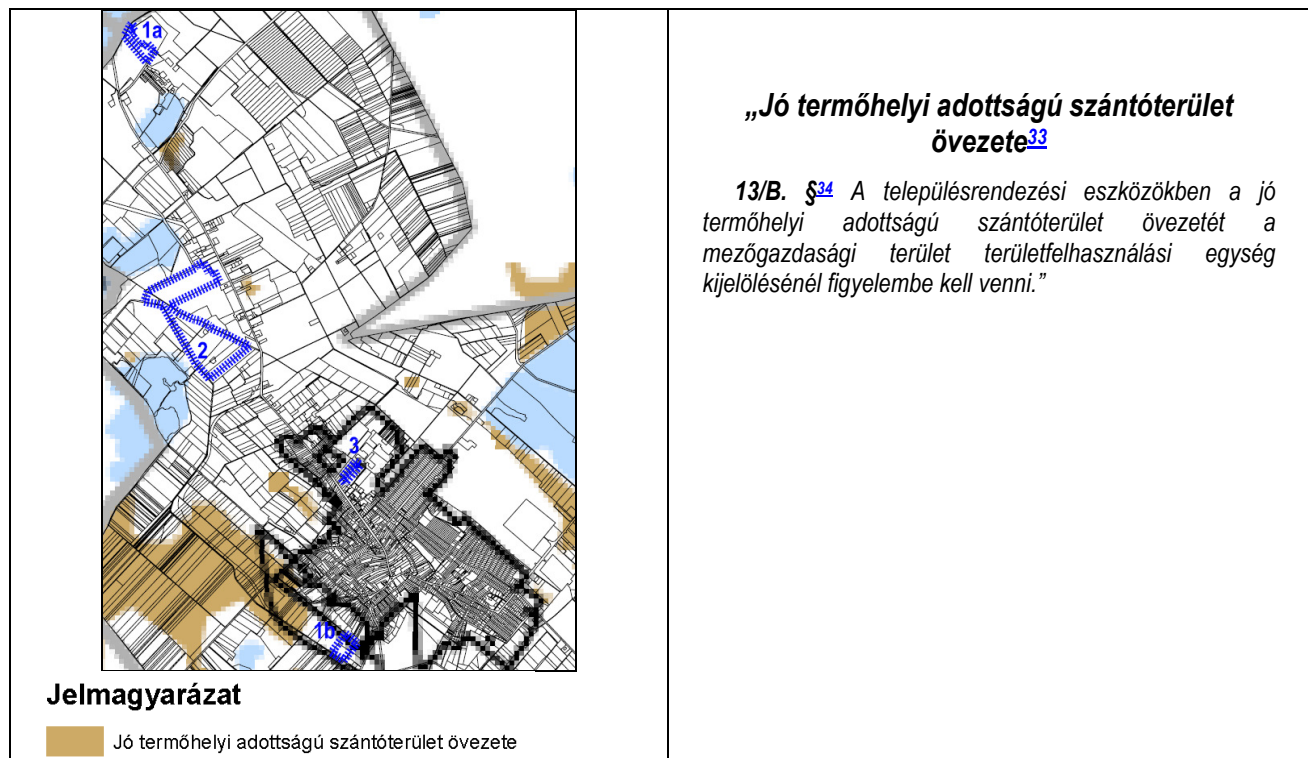 1a
2
3
1b
Jelmagyarázat
Jó termőhelyi adottságú szántóterület övezete
„Jó termőhelyi adottságú szántóterület
övezete33
13/B. §34 A településrendezési eszközökben a jó
termőhelyi adottságú szántóterület övezetét a
mezőgazdasági terület területfelhasználási egység
kijelölésénél figyelembe kell venni.”